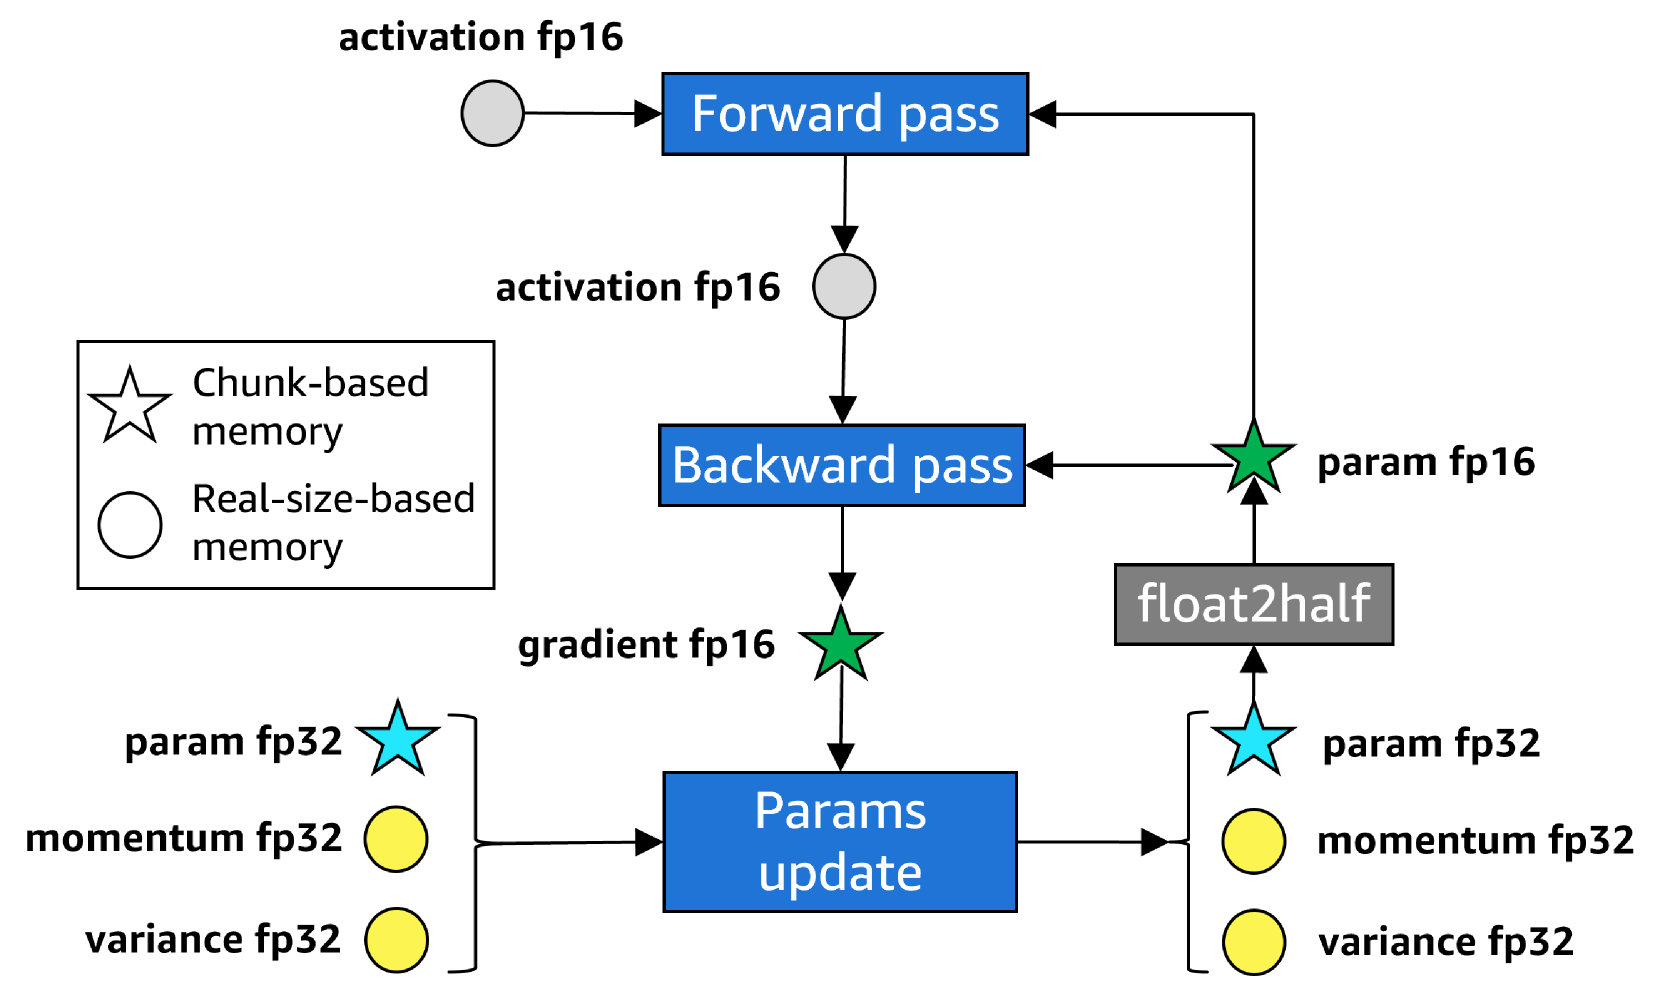 activation fp16
Forward pass
activation fp16
Chunk-based
memory
Real-size-based
memory
Backward pass
param fp16
float2half
gradient fp16
param fp32
momentum fp32
variance fp32
Params
update
param fp32
momentum fp32
variance fp32